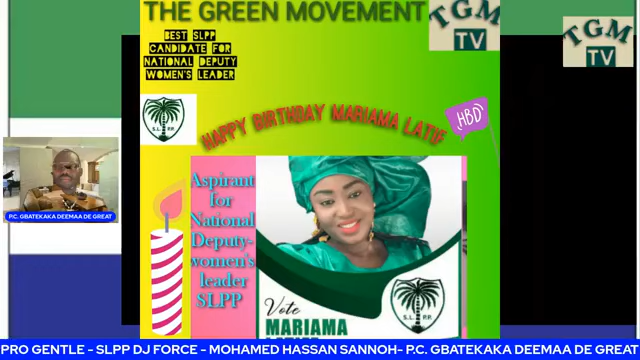 THE GREEN MOVEMENT
TGM
TV
TGM
TV
BEST SLPP
CANDIDATE FOR
NATIONAL DEPUTY
WOMEN'S LEADER
S.L. P.P.
HAPPY BIRTHDAY MARIAMA LATIF
HBD
P.C. GBATEKAKA DEEMAA DE GREAT
Aspirant
for
National
Deputy-
women's
leader
SLPP
Vote
MARIAMA
S.L. P.P.
PRO GENTLE - SLPP DJ FORCE - MOHAMED HASSAN SANNOH- P.C. GBATEKAKA DEEMAA DE GREAT